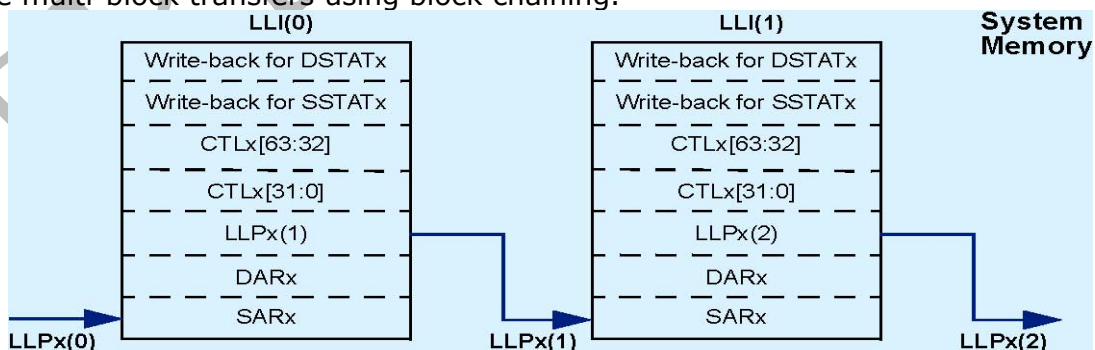 e multi-block transfers using block chaining.
LLI(0)
Write-back for DSTATx
Write-back for SSTATx
CTLx[63:32]
CTLx[31:0]
LLPx(1)
DARx
SARx
LLPx(0)
LLI(1)
Write-back for DSTATx
Write-back for SSTATx
CTLx[63:32]
CTLx[31:0]
LLPx(2)
DARx
SARx
LLPx(1)
System
Memory
LLPx(2)